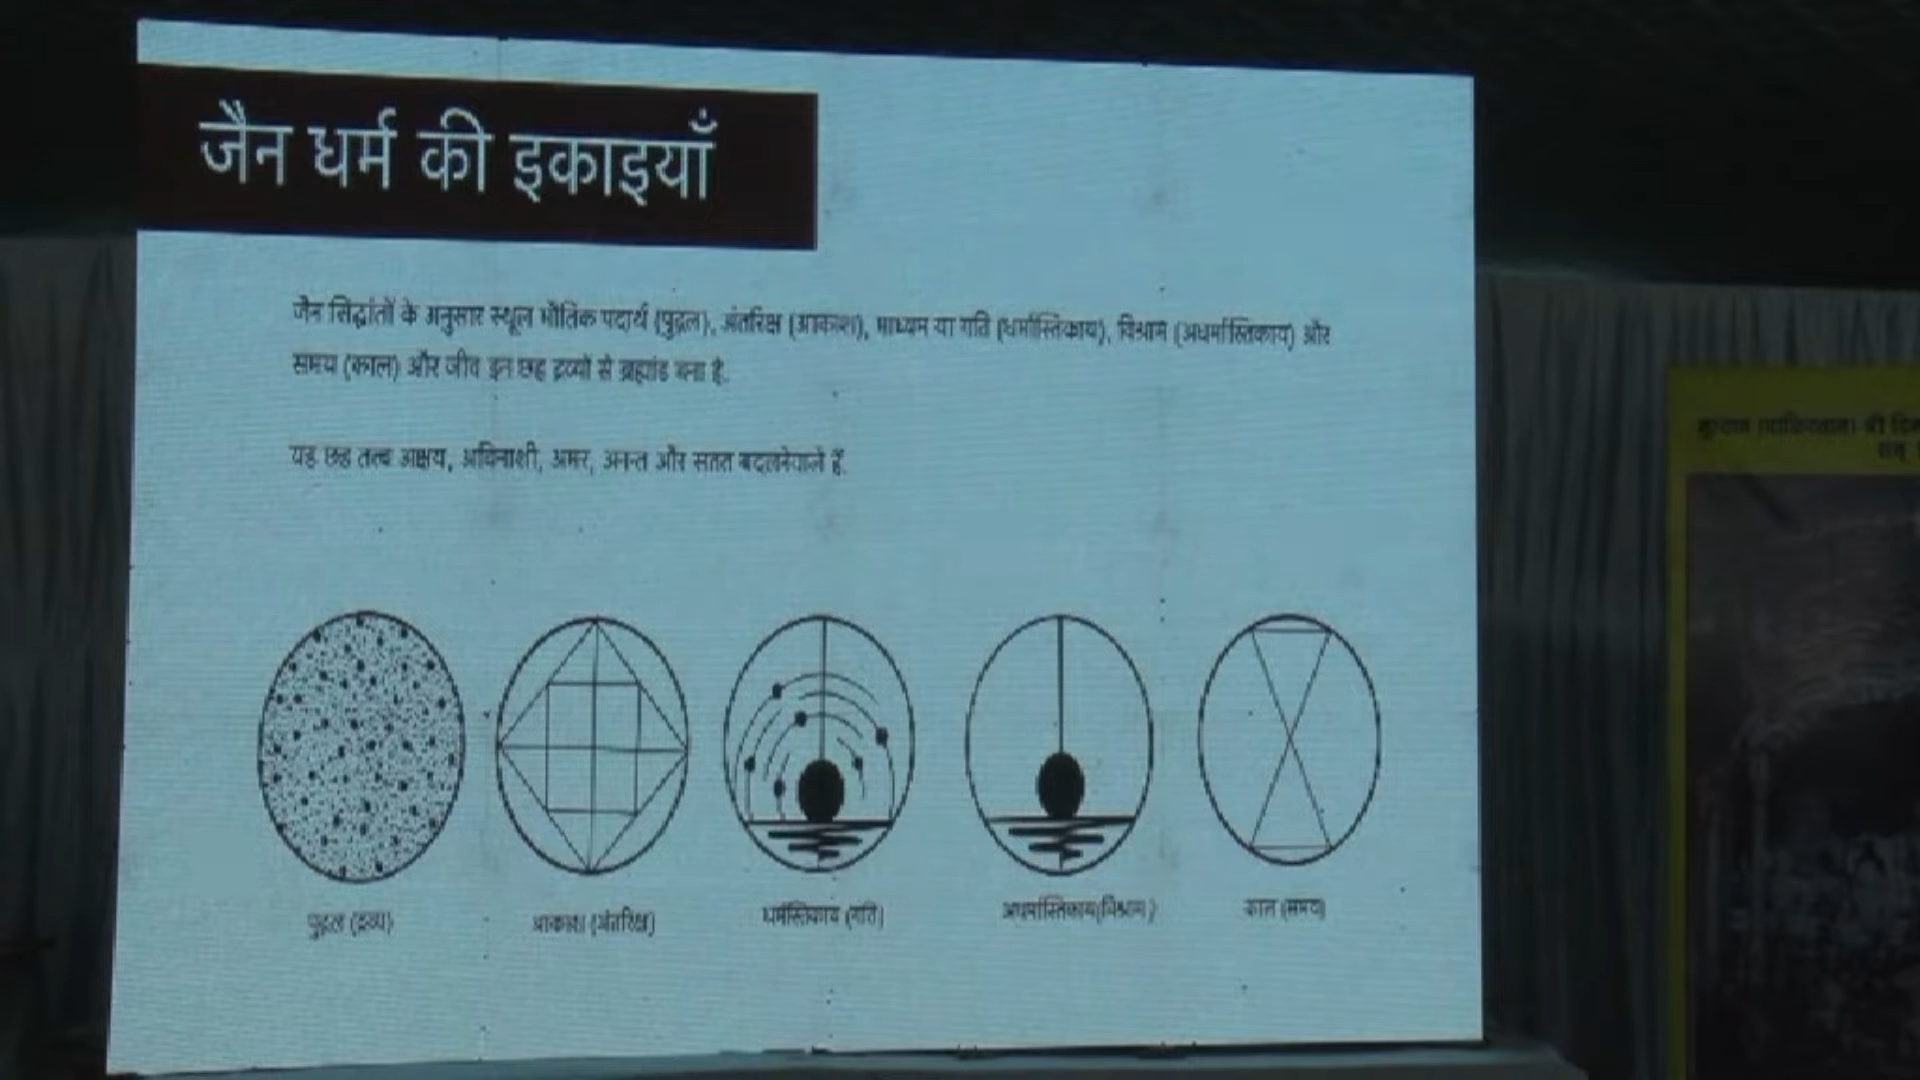 जैन धर्म की इकाइयाँ
जैन सिद्धांतों के अनुसार स्थूल भौतिक पदार्थ (पुद्गल), अंतरिक्ष (आकाश), माध्यम या गति (धर्मास्तिकाय), विश्राम (अधर्मास्तिकाय) और
समय (काल) और जीव इन छह द्रव्यों से ब्रह्मांड बना है.
यह छह तत्व अक्षय, अविनाशी, अमर, अनन्त और सतत बदलनेवाले हैं.
पुद्गल (द्रव्य)
आकाश (अंतरिक्ष)
धर्मास्तिकाय (गति)
अधर्मास्तिकाय(विश्राम)
काल (समय)